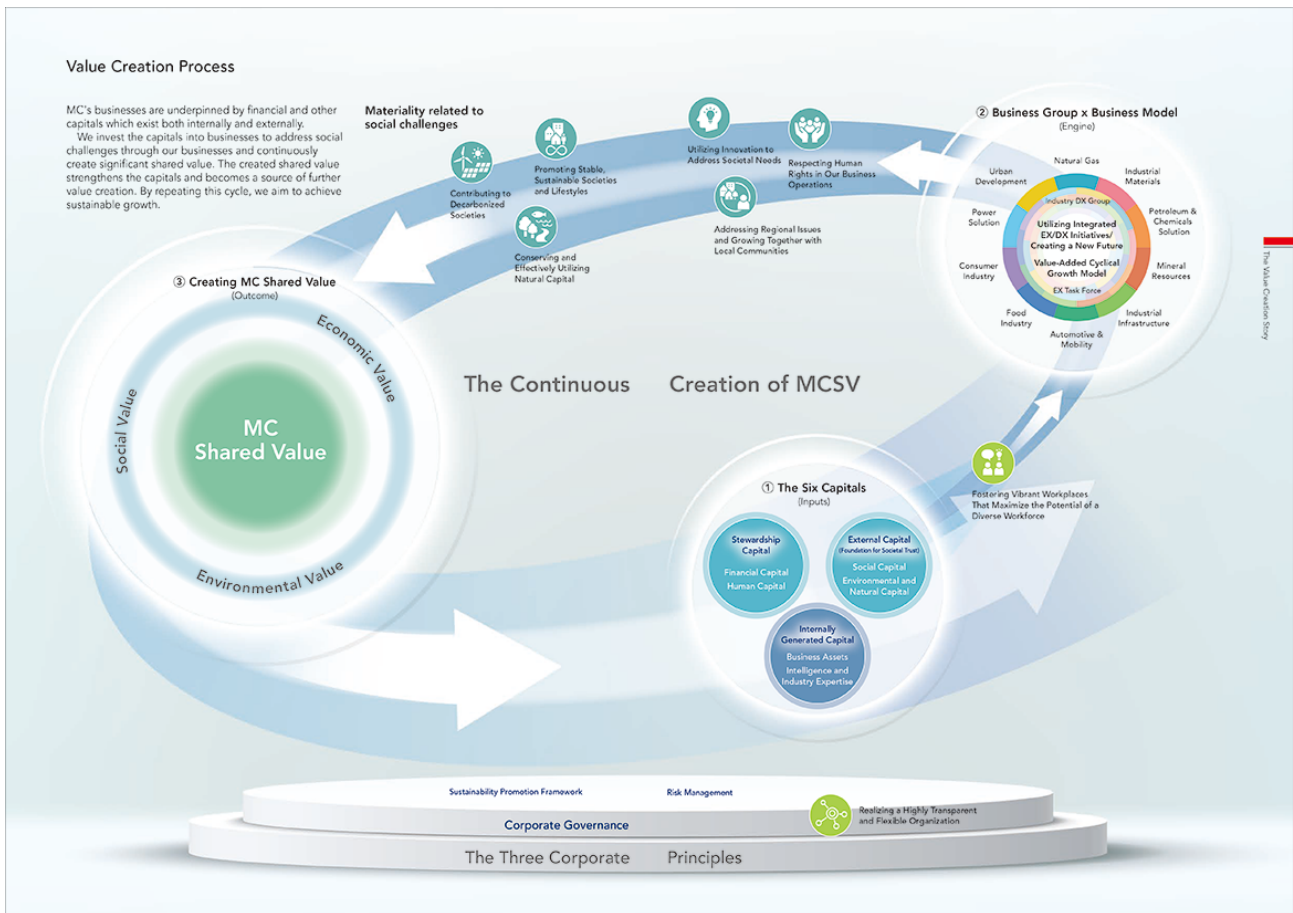 Value Creation Process
MC's businesses are underpinned by financial and other
capitals which exist both internally and externally.
We invest the capitals into businesses to address social
challenges through our businesses and continuously
create significant shared value. The created shared value
strengthens the capitals and becomes a source of further
value creation. By repeating this cycle, we aim to achieve
sustainable growth.
Materiality related to
social challenges
Contributing to
Decarbonized
Societies
Promoting Stable,
Sustainable Societies
and Lifestyles
Conserving and
Effectively Utilizing
Natural Capital
Utilizing Innovation to
Address Societal Needs
Respecting Human
Rights in Our Business
Operations
Addressing Regional Issues
and Growing Together with
Local Communities
② Business Group x Business Model
(Engine)
Natural Gas
Industrial
Materials
Petroleum &
Chemicals
Solution
Mineral
Resources
Industrial
Infrastructure
Automotive &
Mobility
Food
Industry
Consumer
Industry
Power
Solution
Urban
Development
Industry DX Group
Utilizing Integrated
EX/DX Initiatives/
Creating a New Future
Value-Added Cyclical
Growth Model
EX Task Force
The Value Creation Story
③ Creating MC Shared Value
(Outcome)
Economic Value
Social Value
Environmental Value
MC
Shared Value
The Continuous Creation of MCSV
① The Six Capitals
(Inputs)
Stewardship
Capital
Financial Capital
Human Capital
External Capital
(Foundation for Societal Trust)
Social Capital
Environmental and
Natural Capital
Internally
Generated Capital
Business Assets
Intelligence and
Industry Expertise
Fostering Vibrant Workplaces
That Maximize the Potential of a
Diverse Workforce
Sustainability Promotion Framework
Risk Management
Corporate Governance
Realizing a Highly Transparent
and Flexible Organization
The Three Corporate Principles